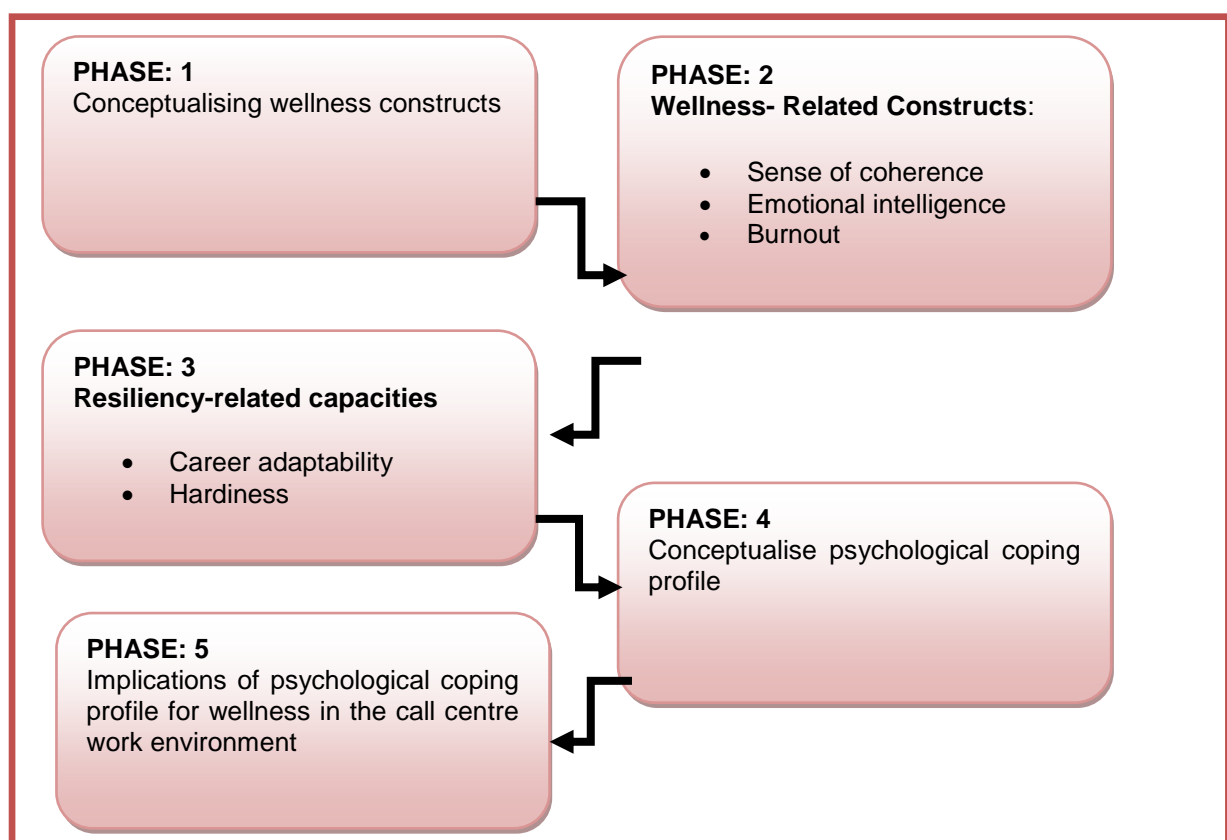 PHASE: 1
Conceptualising wellness constructs
PHASE: 2
Wellness- Related Constructs:
• Sense of coherence
• Emotional intelligence
• Burnout
PHASE: 3
Resiliency-related capacities
• Career adaptability
• Hardiness
PHASE: 4
Conceptualise psychological coping
profile
PHASE: 5
Implications of psychological coping
profile for wellness in the call centre
work environment